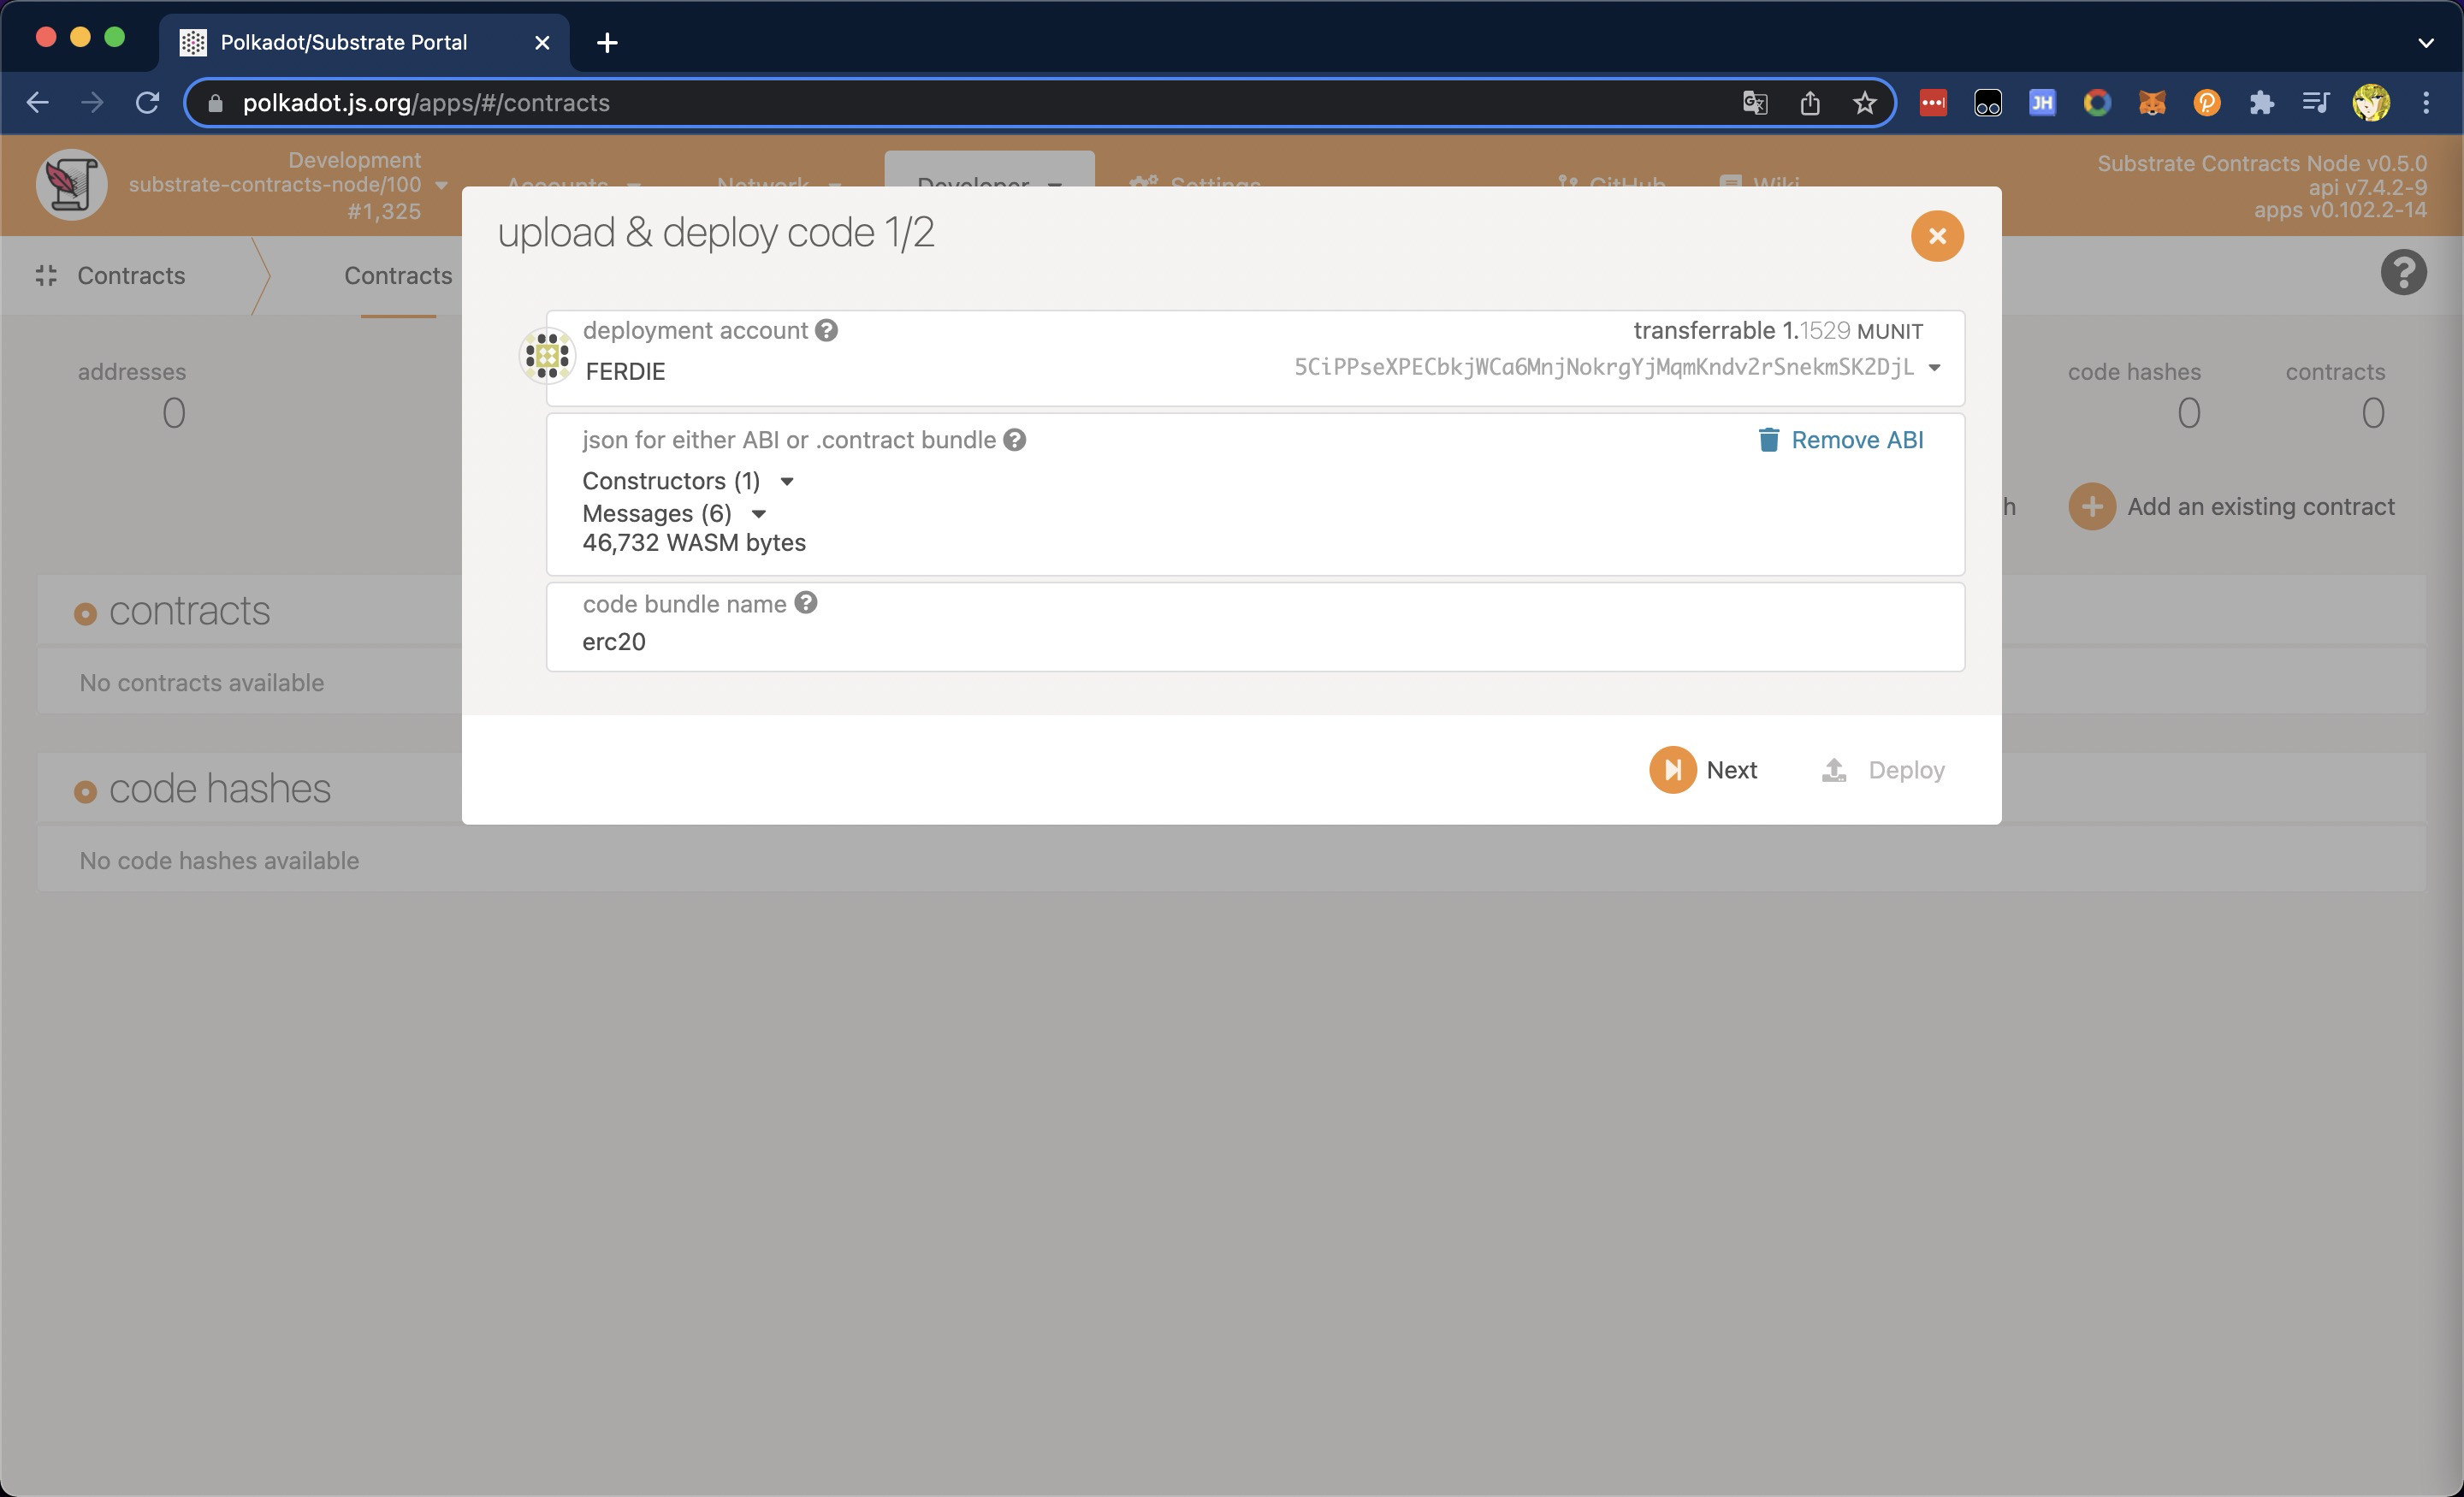 Polkadot/Substrate Portal
polkadot.js.org/apps/#/contracts
JH
Development
substrate-contracts-node/100
#1,325
Accounts
Network
Developer
Settings
GitHub
Wiki
Substrate Contracts Node v0.5.0
api v7.4.2-9
apps v0.102.2-14
Contracts
Contracts
upload & deploy code 1/2
deployment account
transferrable 1.1529 MUNIT
FERDIE
5CiPPseXPECbkjWCa6MnjNokrgYjMqmKndv2rSnekmSK2DjL
json for either ABI or .contract bundle
Remove ABI
Constructors (1)
Messages (6)
46,732 WASM bytes
code bundle name
erc20
Next
Deploy
addresses
0
code hashes
0
contracts
0
h
Add an existing contract
contracts
No contracts available
code hashes
No code hashes available